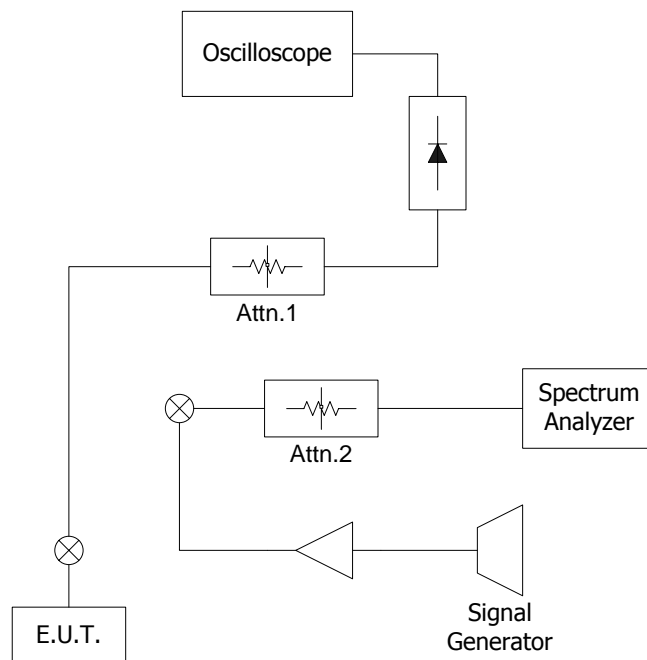 Oscilloscope
Attn.1
Spectrum
Analyzer
Attn.2
Signal
Generator
E.U.T.